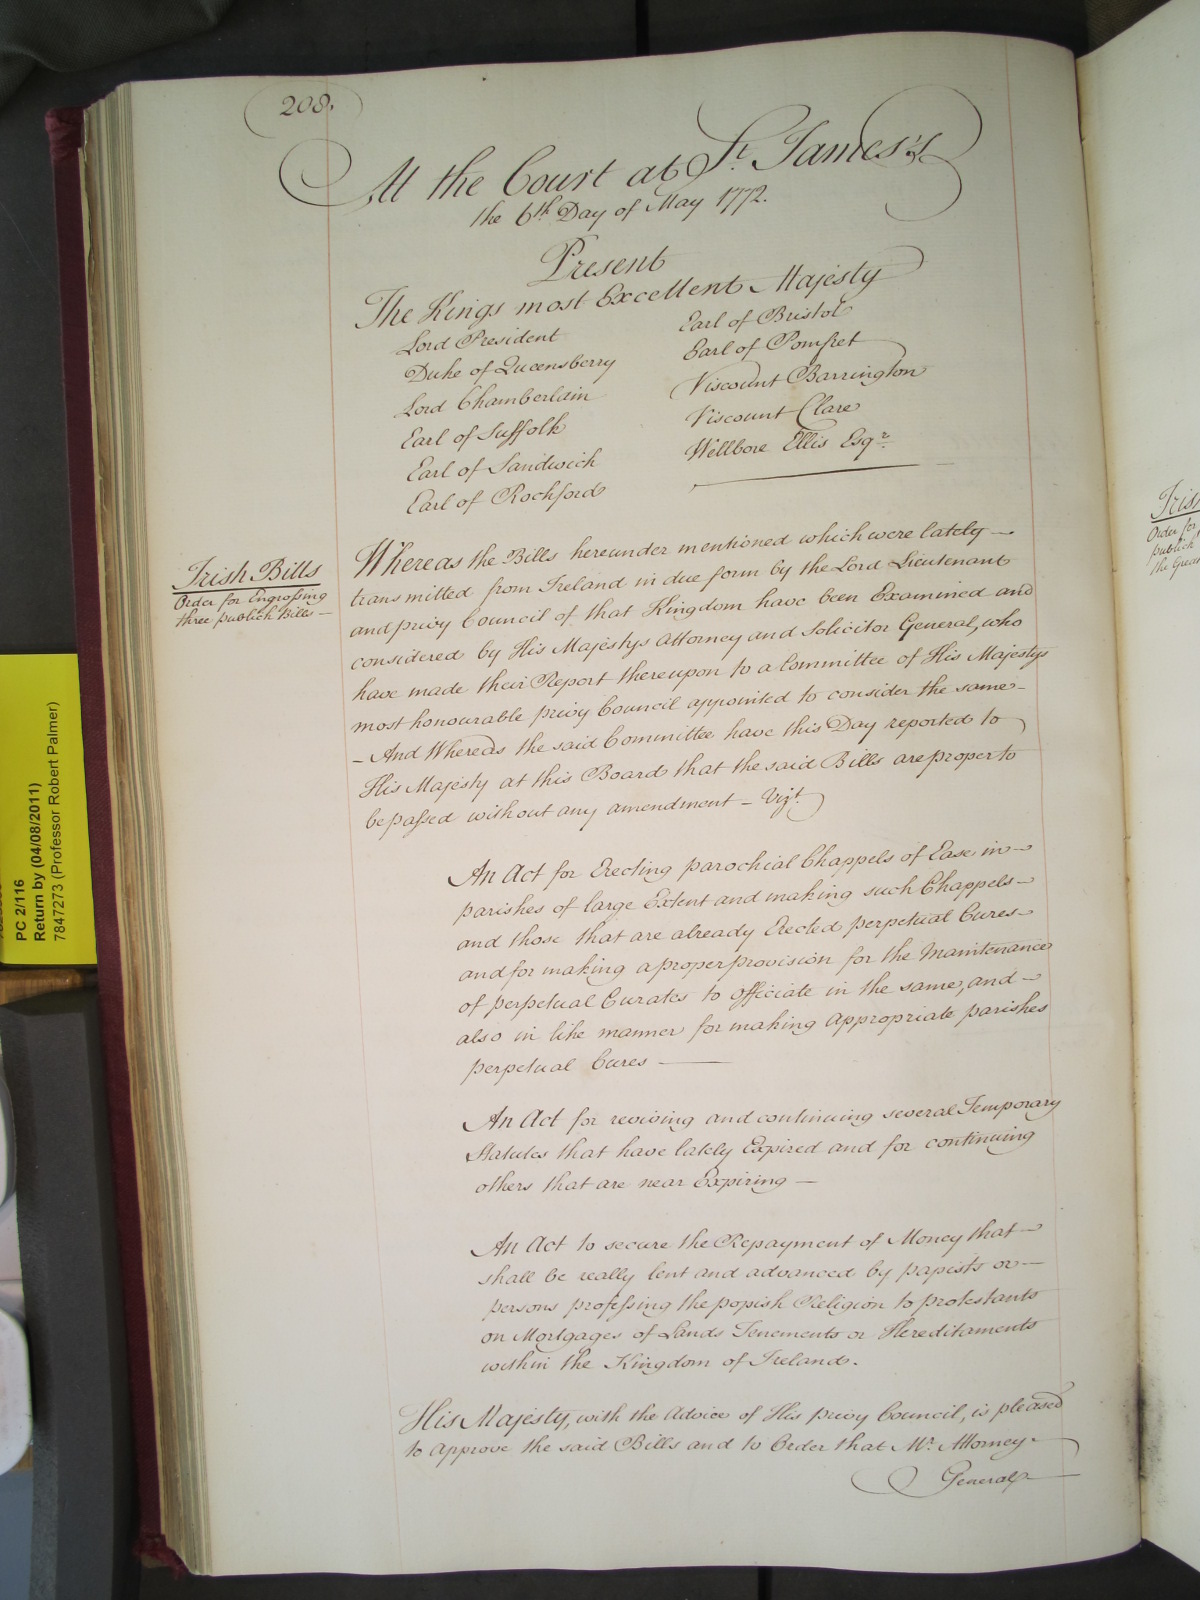 208.
At the Court at St. James's
the 6th Day of May 1772.
Present
The Kings most Excellent Majesty
Lord President
Duke of Queensberry
Lord Chamberlain
Earl of Suffolk
Earl of Sandwich
Earl of Rochford
Earl of Bristol
Earl of Pomfret
Viscount Barrington
Viscount Clare
Wellbore Ellis Esqr.
Irish Bills
Order for Engrossing
three publick Bills —
Whereas the Bills hereunder mentioned which were lately —
transmitted from Ireland in due form by the Lord Lieutenant
and privy Council of that Kingdom have been Examined and
considered by His Majestys Attorney and Solicitor General, who
have made their Report thereupon to a Committee of His Majestys
most honourable privy Council appointed to consider the same —
— And Whereas the said Committee have this Day reported to
His Majesty at this Board that the said Bills are proper to
be passed without any amendment — Vizt.
An Act for Erecting parochial Chappels of Ease in —
parishes of large Extent and making such Chappels —
and those that are already Erected perpetual Cures —
and for making a proper provision for the Maintenance
of perpetual Curates to officiate in the same, and —
also in like manner for making appropriate parishes
perpetual Cures —
An Act for reviving and continuing several Temporary
Statutes that have lately Expired and for continuing
others that are near Expiring —
An Act to secure the Repayment of Money that —
shall be really lent and advanced by papists or —
persons professing the popish Religion to protestants
on Mortgages of Lands Tenements or Hereditaments
within the Kingdom of Ireland.
His Majesty, with the Advice of His privy Council, is pleased
to approve the said Bills and to Order that Mr. Attorney
General
PC 2/116
Return by (04/08/2011)
7847273 (Professor Robert Palmer)
Irish
Order for
publick
the Great